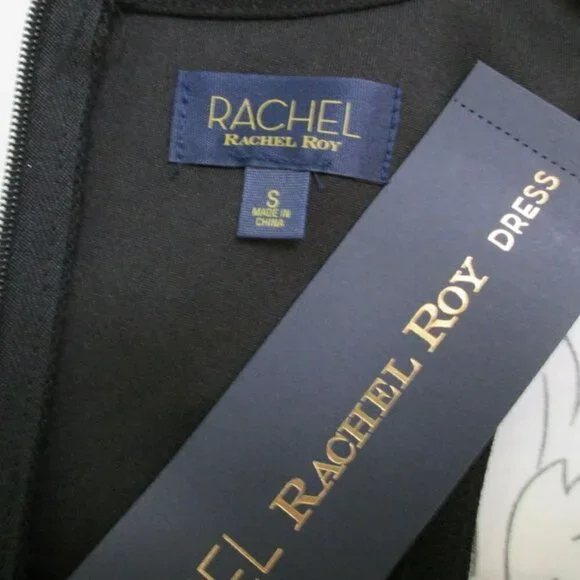 RACHEL
RACHEL ROY
S
MADE IN
CHINA
EL RACHEL ROY DRESS